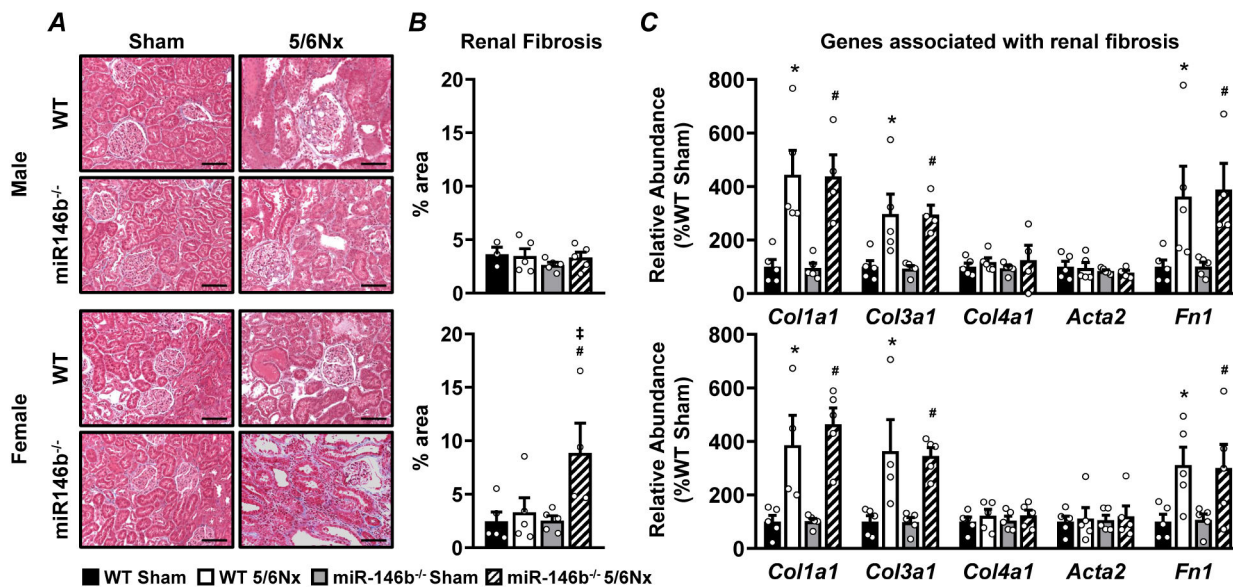 A
Sham
5/6Nx
Male
WT
miR146b-/-
Female
WT
miR146b-/-
B
Renal Fibrosis
% area
20
15
10
5
0
% area
20
15
10
5
0
‡
#
C
Genes associated with renal fibrosis
Relative Abundance
(%WT Sham)
800
600
400
200
0
* # * # * #
Col1a1 Col3a1 Col4a1 Acta2 Fn1
Relative Abundance
(%WT Sham)
800
600
400
200
0
* # * # * #
Col1a1 Col3a1 Col4a1 Acta2 Fn1
WT Sham WT 5/6Nx miR-146b-/- Sham miR-146b-/- 5/6Nx